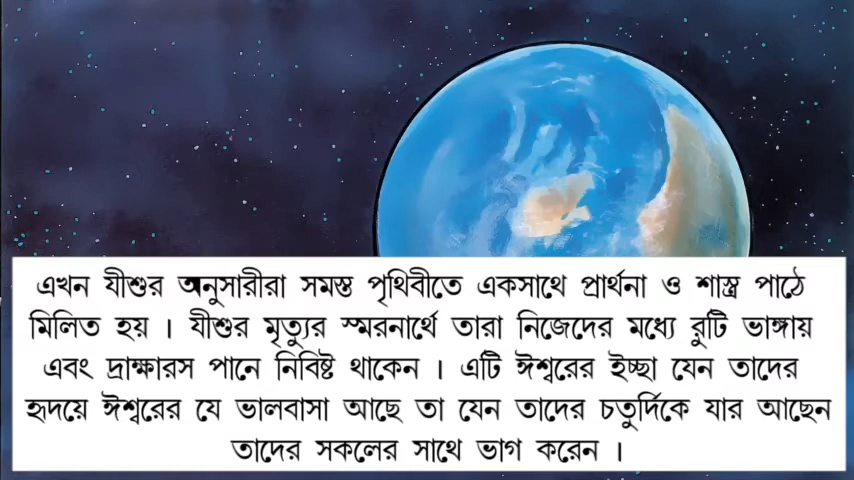 এখন যীশুর অনুসারীরা সমস্ত পৃথিবীতে একসাথে প্রার্থনা ও শাস্ত্র পাঠে
মিলিত হয় । যীশুর মৃত্যুর স্মরনার্থে তারা নিজেদের মধ্যে রুটি ভাঙ্গায়
এবং দ্রাক্ষারস পানে নিবিষ্ট থাকেন । এটি ঈশ্বরের ইচ্ছা যেন তাদের
হৃদয়ে ঈশ্বরের যে ভালবাসা আছে তা যেন তাদের চতুর্দিকে যার আছেন
তাদের সকলের সাথে ভাগ করেন ।